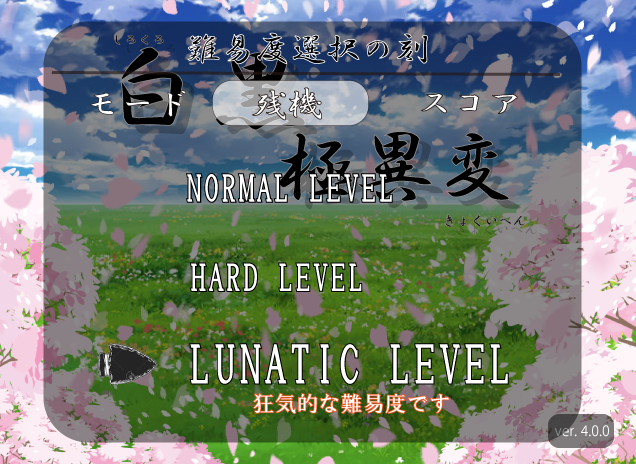 しろくろ
難易度選択の刻
白黒
モード 残機 スコア
極異変
NORMAL LEVEL
きょくいへん
HARD LEVEL
LUNATIC LEVEL
狂気的な難易度です
ver. 4.0.0